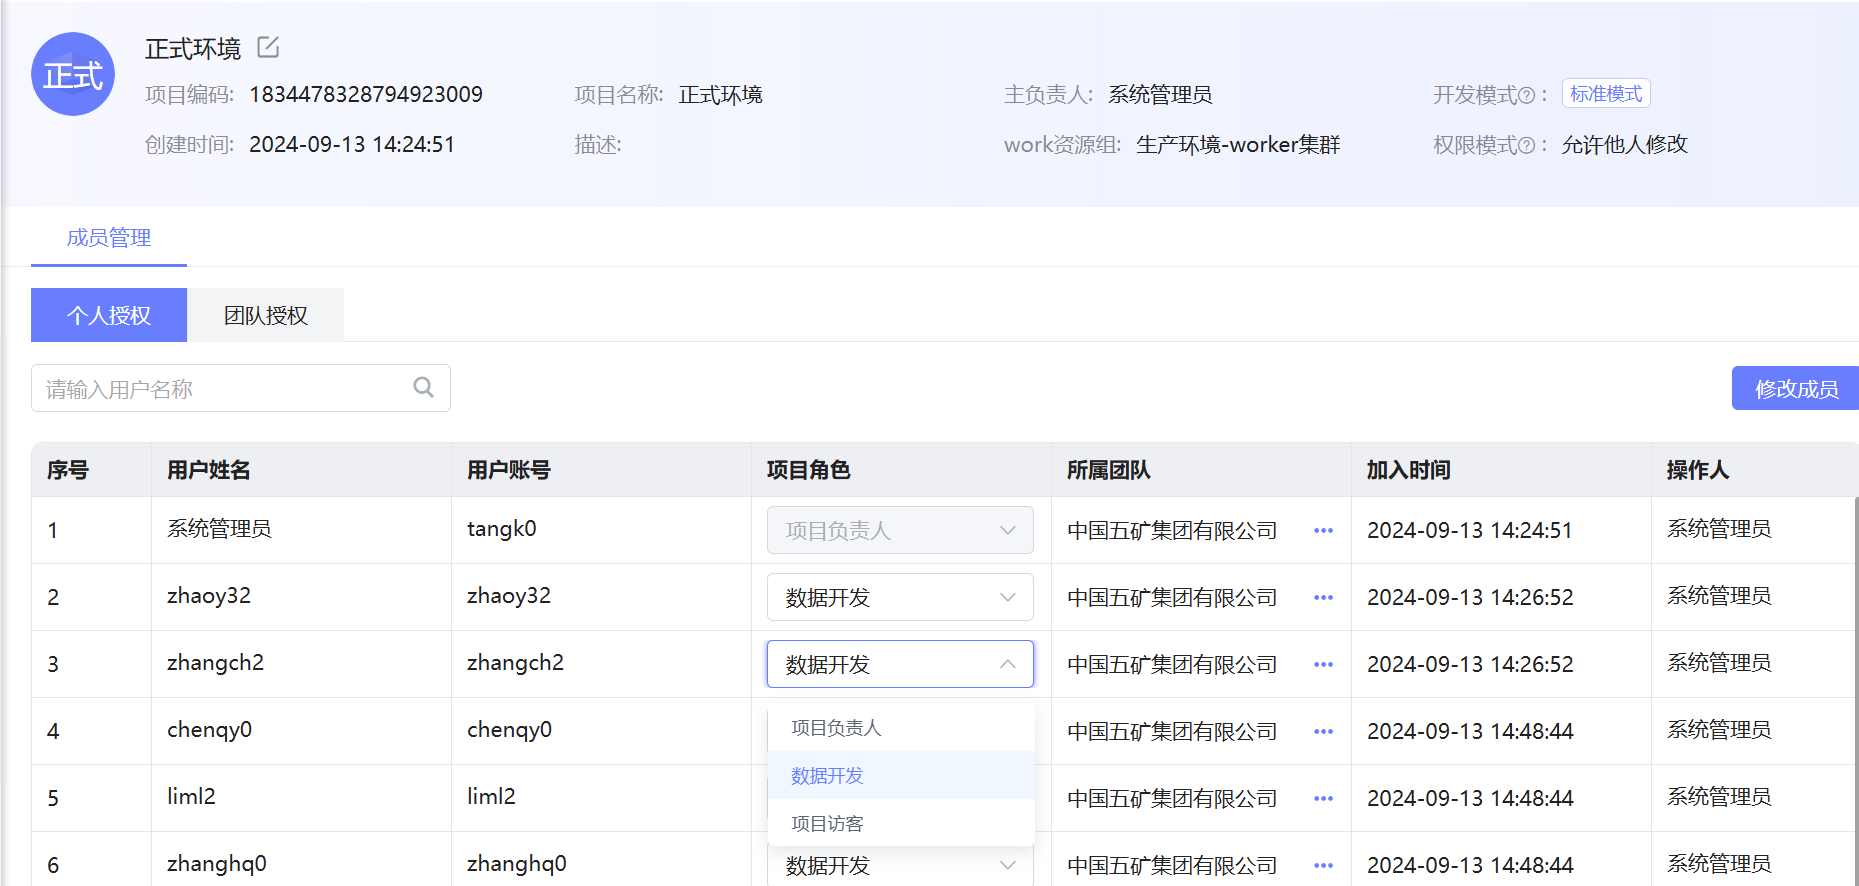 正式
正式环境
项目编码: 1834478328794923009 项目名称: 正式环境 主负责人: 系统管理员 开发模式?: 标准模式
创建时间: 2024-09-13 14:24:51 描述: work资源组: 生产环境-worker集群 权限模式?: 允许他人修改
成员管理
个人授权 团队授权
请输入用户名称 修改成员
序号 用户姓名 用户账号 项目角色 所属团队 加入时间 操作人
1 系统管理员 tangk0 项目负责人 中国五矿集团有限公司 ••• 2024-09-13 14:24:51 系统管理员
2 zhaoy32 zhaoy32 数据开发 中国五矿集团有限公司 ••• 2024-09-13 14:26:52 系统管理员
3 zhangch2 zhangch2 数据开发 中国五矿集团有限公司 ••• 2024-09-13 14:26:52 系统管理员
4 chenqy0 chenqy0 项目负责人 中国五矿集团有限公司 ••• 2024-09-13 14:48:44 系统管理员
数据开发
5 liml2 liml2 中国五矿集团有限公司 ••• 2024-09-13 14:48:44 系统管理员
项目访客
6 zhanghq0 zhanghq0 数据开发 中国五矿集团有限公司 ••• 2024-09-13 14:48:44 系统管理员